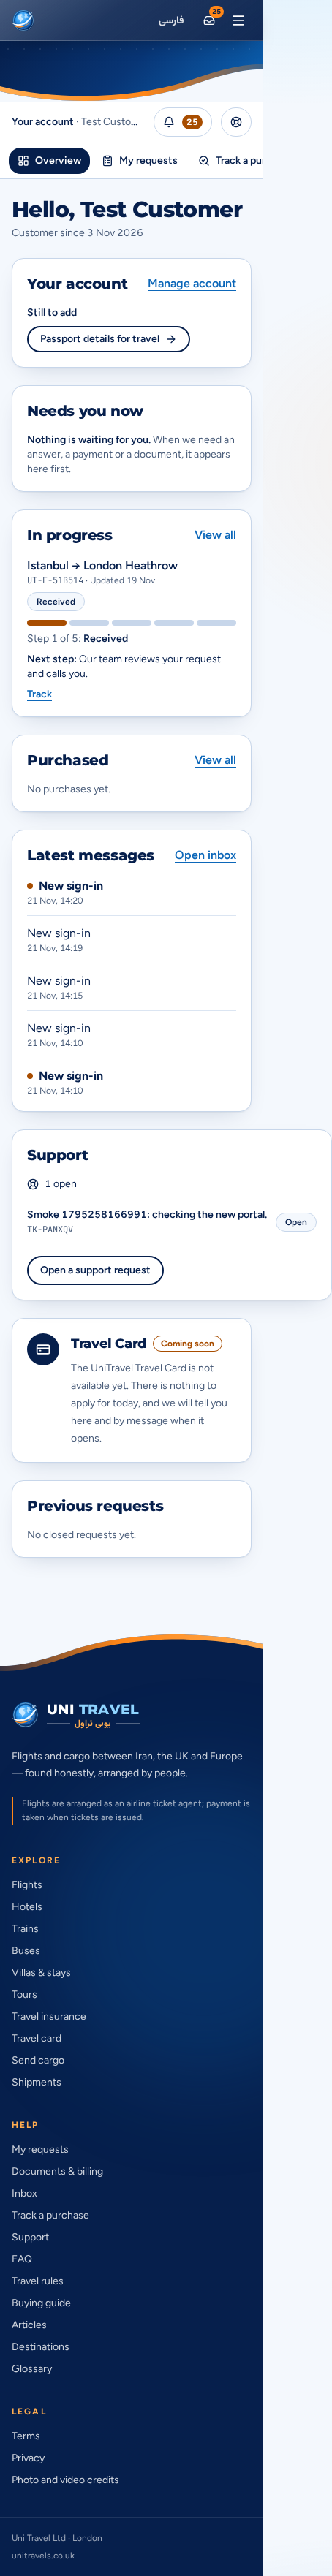 فارسی
25
Your account · Test Custo...
25
Overview
My requests
Track a pur
Hello, Test Customer
Customer since 3 Nov 2026
Your account
Manage account
Still to add
Passport details for travel →
Needs you now
Nothing is waiting for you. When we need an
answer, a payment or a document, it appears
here first.
In progress
View all
Istanbul → London Heathrow
UT-F-51B514 · Updated 19 Nov
Received
Step 1 of 5: Received
Next step: Our team reviews your request
and calls you.
Track
Purchased
View all
No purchases yet.
Latest messages
Open inbox
New sign-in
21 Nov, 14:20
New sign-in
21 Nov, 14:19
New sign-in
21 Nov, 14:15
New sign-in
21 Nov, 14:10
New sign-in
21 Nov, 14:10
Support
1 open
Smoke 1795258166991: checking the new portal.
TK-PANXQV
Open
Open a support request
Travel Card
Coming soon
The UniTravel Travel Card is not
available yet. There is nothing to
apply for today, and we will tell you
here and by message when it
opens.
Previous requests
No closed requests yet.
UNI TRAVEL
یونی تراول
Flights and cargo between Iran, the UK and Europe
— found honestly, arranged by people.
Flights are arranged as an airline ticket agent; payment is
taken when tickets are issued.
EXPLORE
Flights
Hotels
Trains
Buses
Villas & stays
Tours
Travel insurance
Travel card
Send cargo
Shipments
HELP
My requests
Documents & billing
Inbox
Track a purchase
Support
FAQ
Travel rules
Buying guide
Articles
Destinations
Glossary
LEGAL
Terms
Privacy
Photo and video credits
Uni Travel Ltd · London
unitravels.co.uk